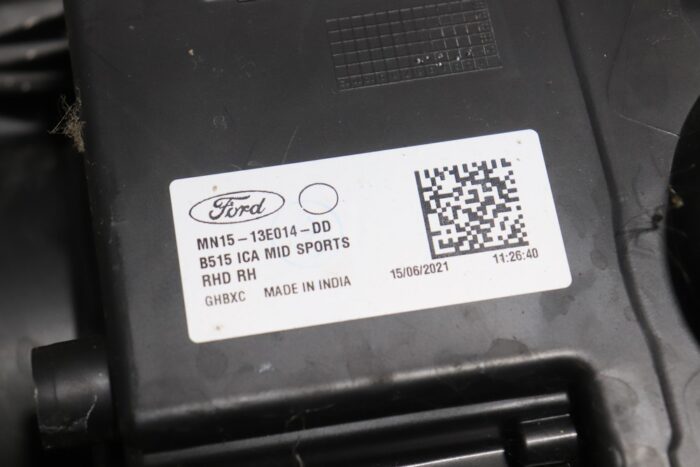 Ford
MN15-13E014-DD
B515 ICA MID SPORTS
RHD RH
GHBXC MADE IN INDIA
15/06/2021 11:26:40